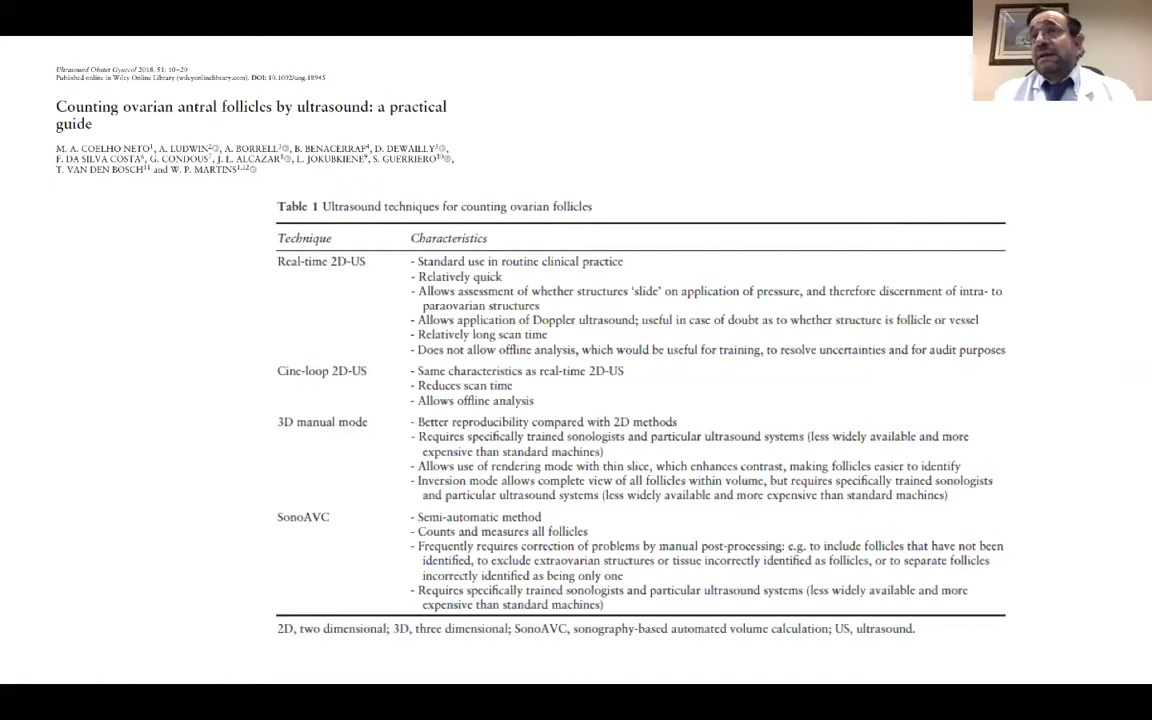 Ultrasound Obstet Gynecol 2018; 51: 10–20
Published online in Wiley Online Library (wileyonlinelibrary.com). DOI: 10.1002/uog.18945
Counting ovarian antral follicles by ultrasound: a practical
guide
M. A. COELHO NETO1, A. LUDWIN2, A. BORRELL3, B. BENACERRAF4, D. DEWAILLY5,
F. DA SILVA COSTA6, G. CONDOUS7, J. L. ALCAZAR8, L. JOKUBKIENE9, S. GUERRIERO10,
T. VAN DEN BOSCH11 and W. P. MARTINS1,12
Table 1 Ultrasound techniques for counting ovarian follicles
Technique Characteristics
Real-time 2D-US - Standard use in routine clinical practice
- Relatively quick
- Allows assessment of whether structures ‘slide’ on application of pressure, and therefore discernment of intra- to
paraovarian structures
- Allows application of Doppler ultrasound; useful in case of doubt as to whether structure is follicle or vessel
- Relatively long scan time
- Does not allow offline analysis, which would be useful for training, to resolve uncertainties and for audit purposes
Cine-loop 2D-US - Same characteristics as real-time 2D-US
- Reduces scan time
- Allows offline analysis
3D manual mode - Better reproducibility compared with 2D methods
- Requires specifically trained sonologists and particular ultrasound systems (less widely available and more
expensive than standard machines)
- Allows use of rendering mode with thin slice, which enhances contrast, making follicles easier to identify
- Inversion mode allows complete view of all follicles within volume, but requires specifically trained sonologists
and particular ultrasound systems (less widely available and more expensive than standard machines)
SonoAVC - Semi-automatic method
- Counts and measures all follicles
- Frequently requires correction of problems by manual post-processing: e.g. to include follicles that have not been
identified, to exclude extraovarian structures or tissue incorrectly identified as follicles, or to separate follicles
incorrectly identified as being only one
- Requires specifically trained sonologists and particular ultrasound systems (less widely available and more
expensive than standard machines)
2D, two dimensional; 3D, three dimensional; SonoAVC, sonography-based automated volume calculation; US, ultrasound.